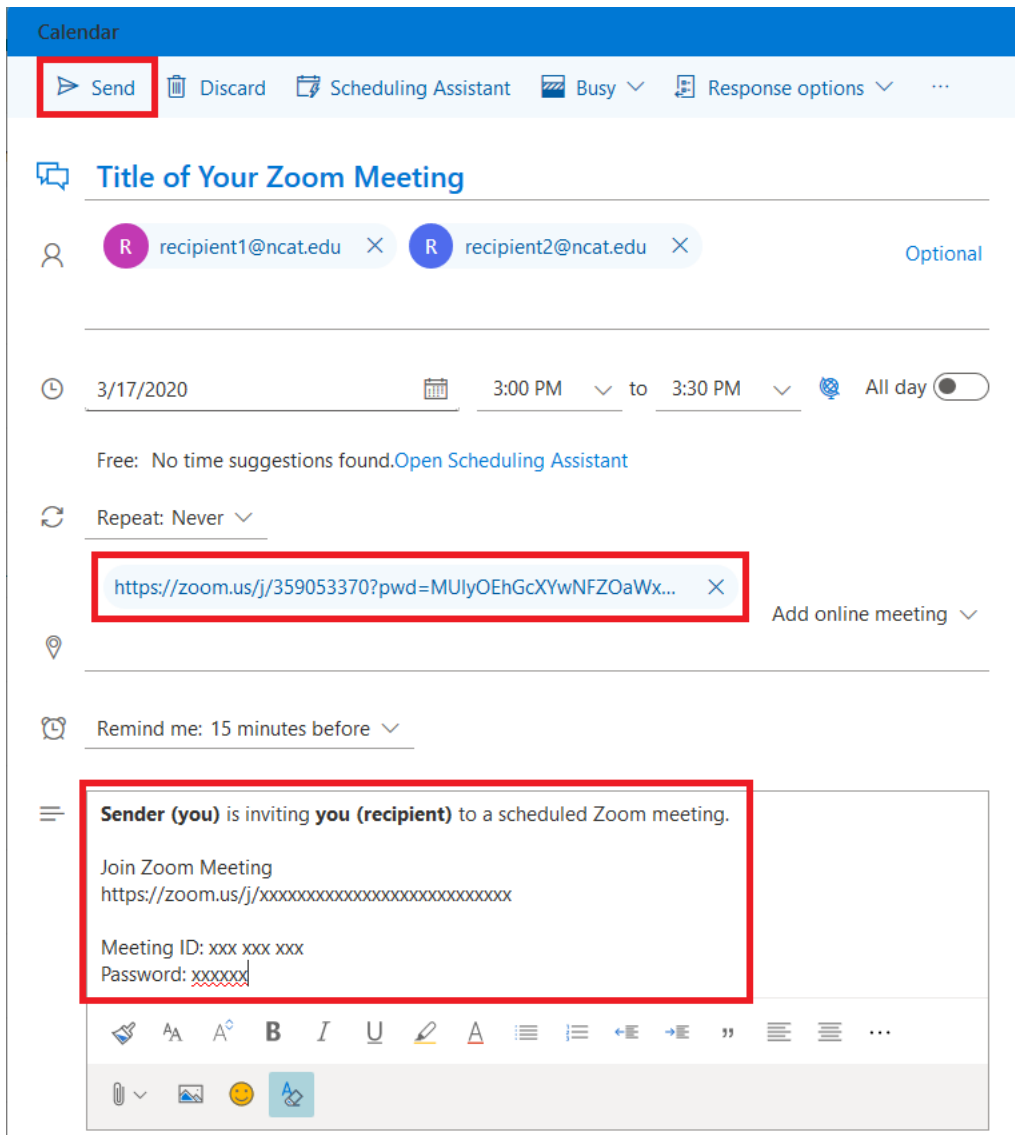 Calendar
Send Discard Scheduling Assistant Busy Response options ...
Title of Your Zoom Meeting
R recipient1@ncat.edu R recipient2@ncat.edu
Optional
3/17/2020 3:00 PM to 3:30 PM All day
Free: No time suggestions found.Open Scheduling Assistant
Repeat: Never
https://zoom.us/j/359053370?pwd=MUlyOEhGcXYwNFZOaWx...
Add online meeting
Remind me: 15 minutes before
Sender (you) is inviting you (recipient) to a scheduled Zoom meeting.
Join Zoom Meeting
https://zoom.us/j/xxxxxxxxxxxxxxxxxxxxxxxxxxx
Meeting ID: xxx xxx xxx
Password: xxxxxx